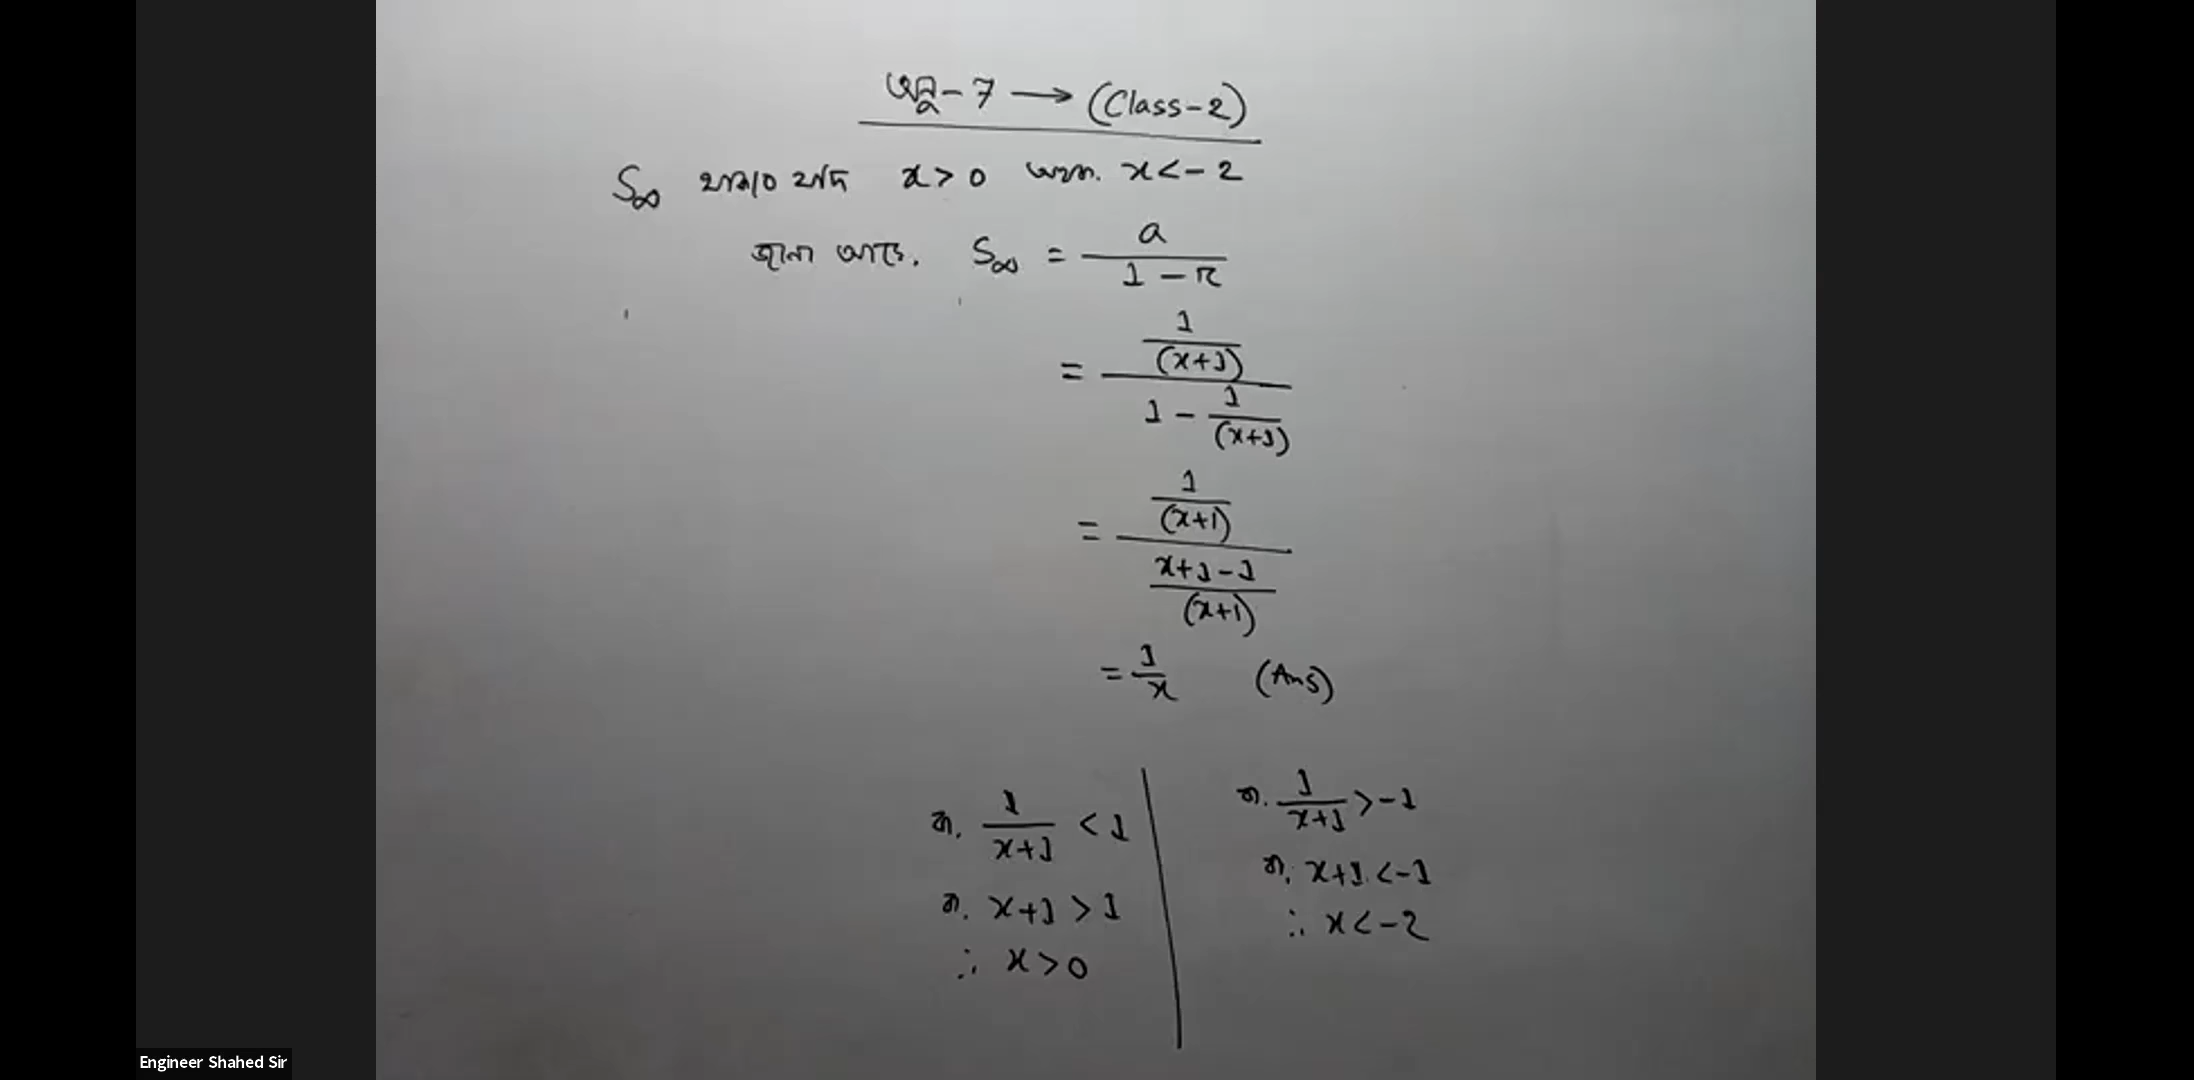 অনু-7 → (Class-2)
S∞ থাকবে যদি x > 0 অথবা x < -2
জানা আছে, S∞ = a / (1 - r)
= (1/(x+1)) / (1 - 1/(x+1))
= (1/(x+1)) / ((x+1-1)/(x+1))
= 1/x (Ans)
বা, 1/(x+1) < 1
বা, x+1 > 1
∴ x > 0
বা, 1/(x+1) > -1
বা, x+1 < -1
∴ x < -2
Engineer Shahed Sir